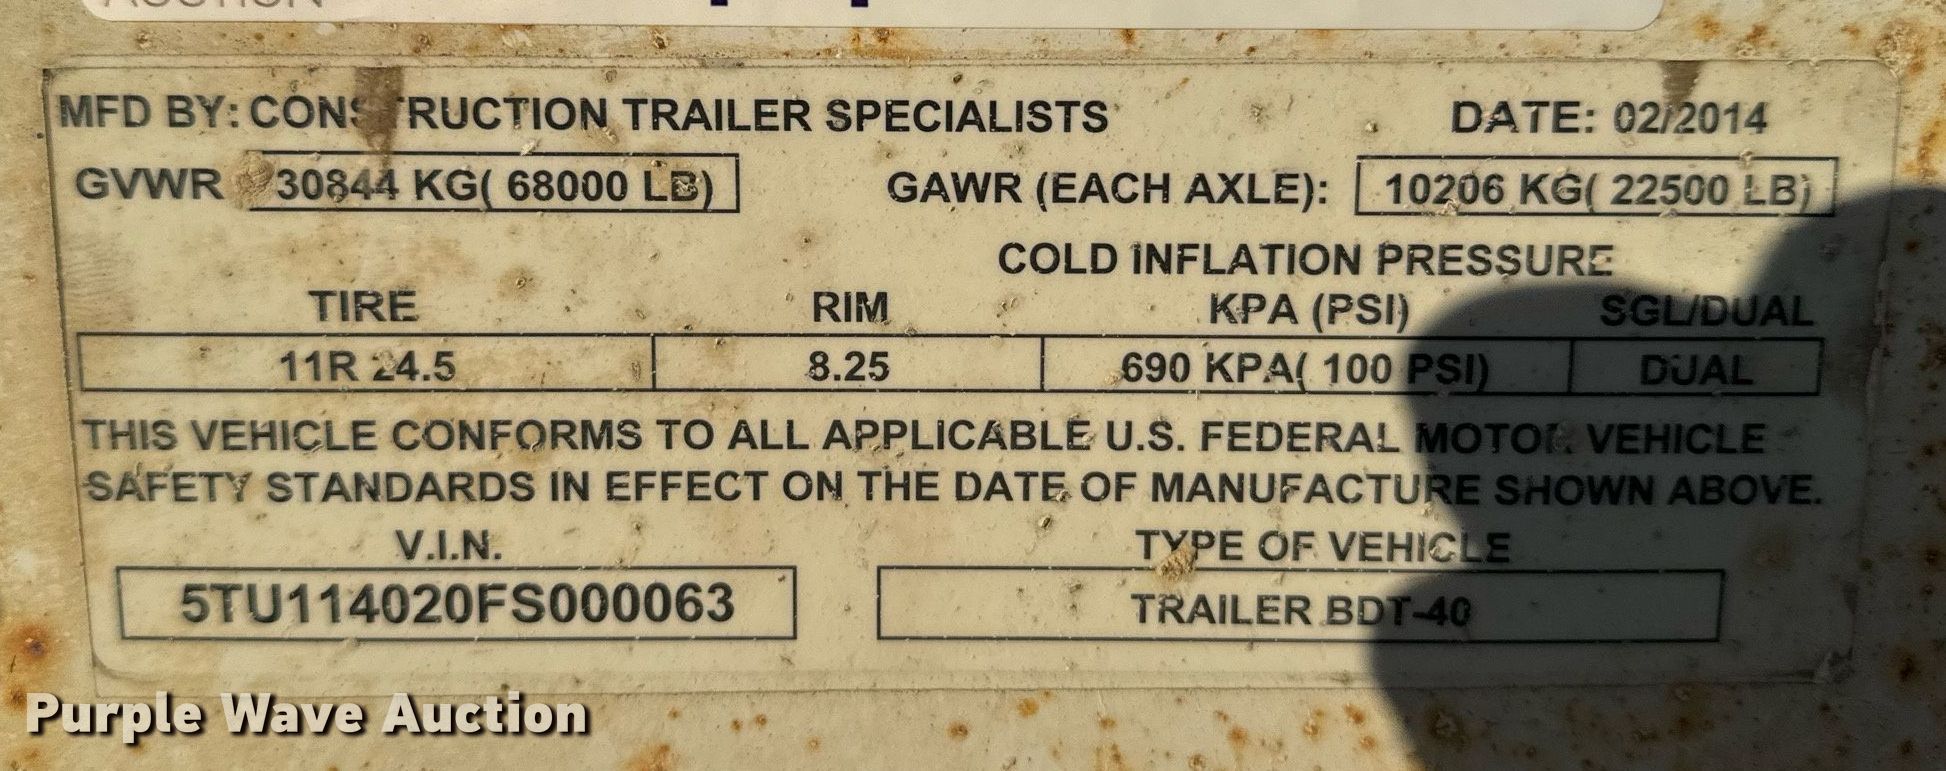 AUCTION
MFD BY: CONSTRUCTION TRAILER SPECIALISTS DATE: 02/2014
GVWR 30844 KG( 68000 LB) GAWR (EACH AXLE): 10206 KG( 22500 LB)
COLD INFLATION PRESSURE
TIRE RIM KPA (PSI) SGL/DUAL
11R 24.5 8.25 690 KPA( 100 PSI) DUAL
THIS VEHICLE CONFORMS TO ALL APPLICABLE U.S. FEDERAL MOTOR VEHICLE
SAFETY STANDARDS IN EFFECT ON THE DATE OF MANUFACTURE SHOWN ABOVE.
V.I.N. TYPE OF VEHICLE
5TU114020FS000063 TRAILER BDT-40
Purple Wave Auction